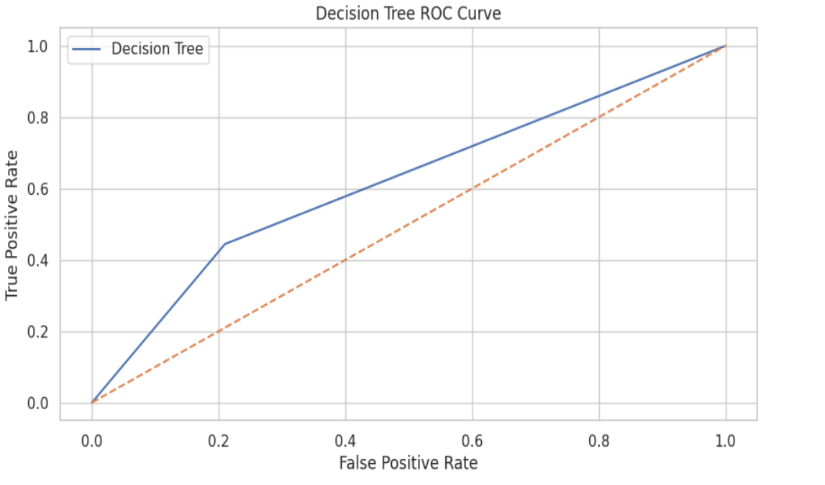 Decision Tree ROC Curve
Decision Tree
1.0
0.8
0.6
0.4
0.2
0.0
True Positive Rate
0.0 0.2 0.4 0.6 0.8 1.0
False Positive Rate